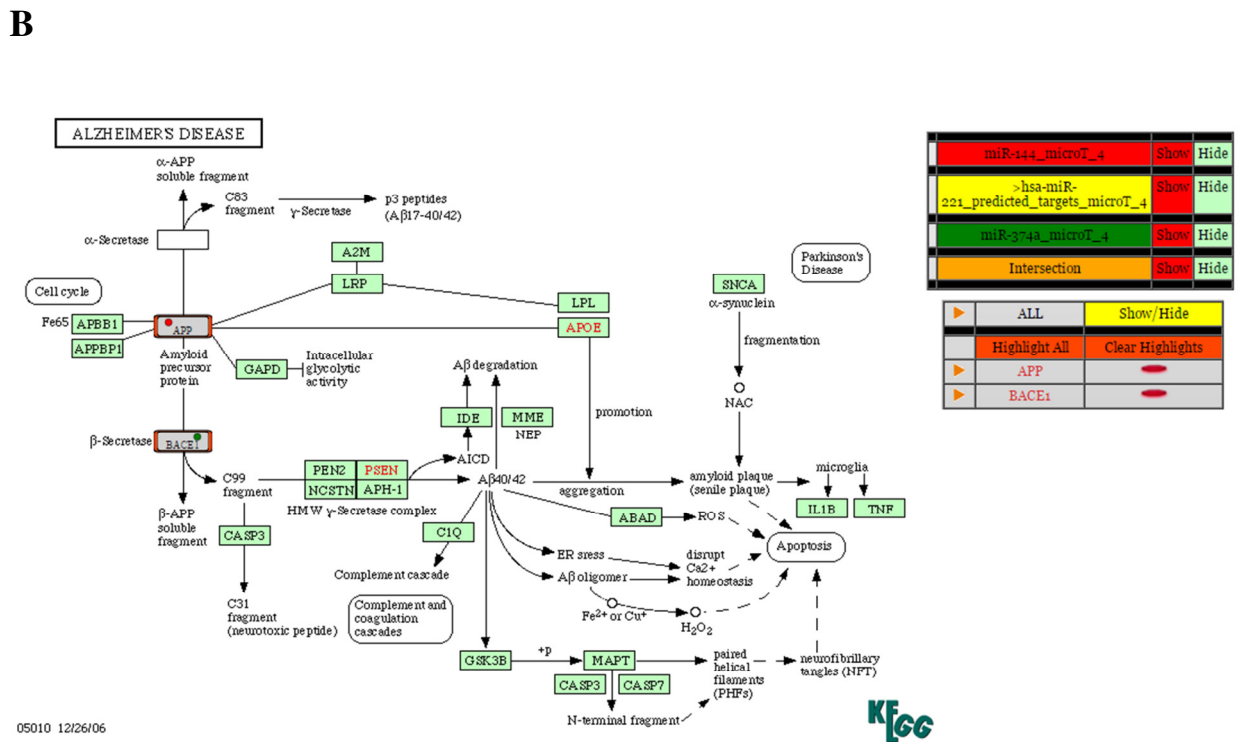 B
ALZHEIMER'S DISEASE
α-APP
soluble fragment
C83
fragment
γ-Secretase
p3 peptides
(Aβ17-40/42)
α-Secretase
A2M
LRP
Parkinson's
Disease
Cell cycle
SNCA
α-synuclein
LPL
Fe65
APBB1
APP
APOE
APPBP1
Amyloid
precursor
protein
GAPD
Intracellular
glycolytic
activity
fragmentation
Aβ degradation
NAC
IDE
MME
NEP
promotion
β-Secretase
BACE1
AICD
PEN2
PSEN
NCSTN
APH-1
HMW γ-Secretase complex
C99
fragment
Aβ40/42
aggregation
amyloid plaque
(senile plaque)
microglia
IL1B
TNF
β-APP
soluble
fragment
CASP3
C1Q
ABAD
ROS
Apoptosis
ER sress
disrupt
Ca2+
homeostasis
Complement cascade
Aβ oligomer
C31
fragment
(neurotoxic peptide)
Complement and
coagulation
cascades
Fe2+ or Cu+
H2O2
GSK3B
+p
MAPT
paired
helical
filaments
(PHFs)
neurofibrillary
tangles (NFT)
CASP3
CASP7
N-terminal fragment
05010 12/26/06
KEGG
miR-144_microT_4 Show Hide
>hsa-miR-
221_predicted_targets_microT_4 Show Hide
miR-374a_microT_4 Show Hide
Intersection Show Hide
ALL Show/Hide
Highlight All Clear Highlights
APP
BACE1